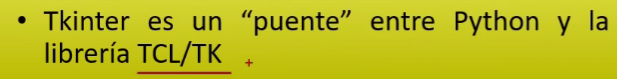 • Tkinter es un “puente” entre Python y la
librería TCL/TK